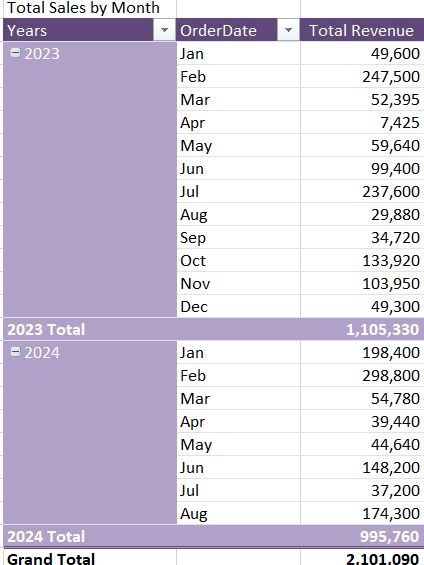 Total Sales by Month
Years OrderDate Total Revenue
2023 Jan 49,600
Feb 247,500
Mar 52,395
Apr 7,425
May 59,640
Jun 99,400
Jul 237,600
Aug 29,880
Sep 34,720
Oct 133,920
Nov 103,950
Dec 49,300
2023 Total 1,105,330
2024 Jan 198,400
Feb 298,800
Mar 54,780
Apr 39,440
May 44,640
Jun 148,200
Jul 37,200
Aug 174,300
2024 Total 995,760
Grand Total 2,101,090